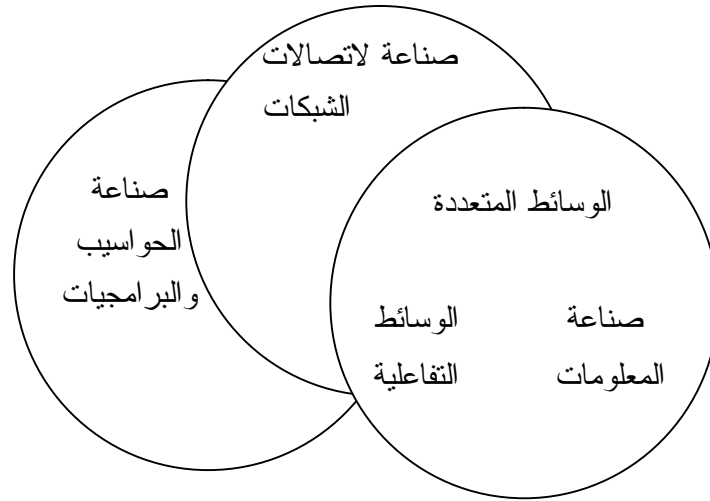 صناعة لاتصالات
الشبكات
صناعة
الحواسيب
والبرامجيات
الوسائط المتعددة
صناعة
المعلومات
الوسائط
التفاعلية